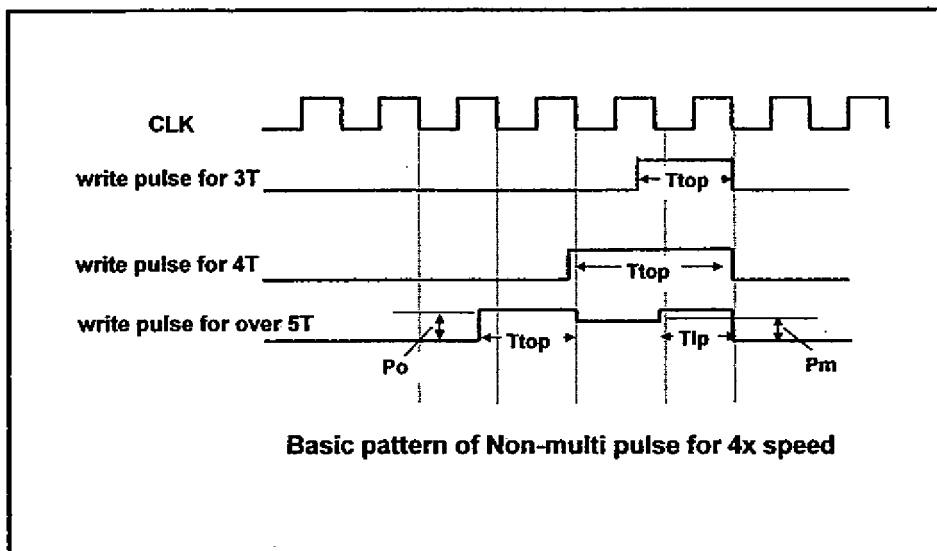 CLK
write pulse for 3T
Ttop
write pulse for 4T
Ttop
write pulse for over 5T
Po
Ttop
Tlp
Pm
Basic pattern of Non-multi pulse for 4x speed